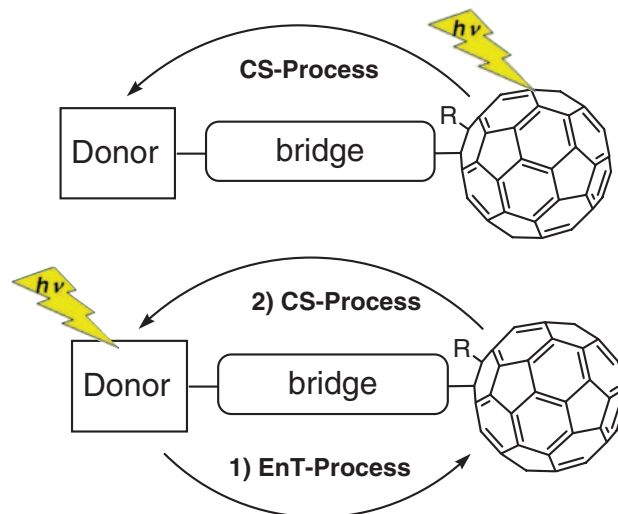 hν
CS-Process
R
Donor
bridge
hν
2) CS-Process
R
Donor
bridge
1) EnT-Process